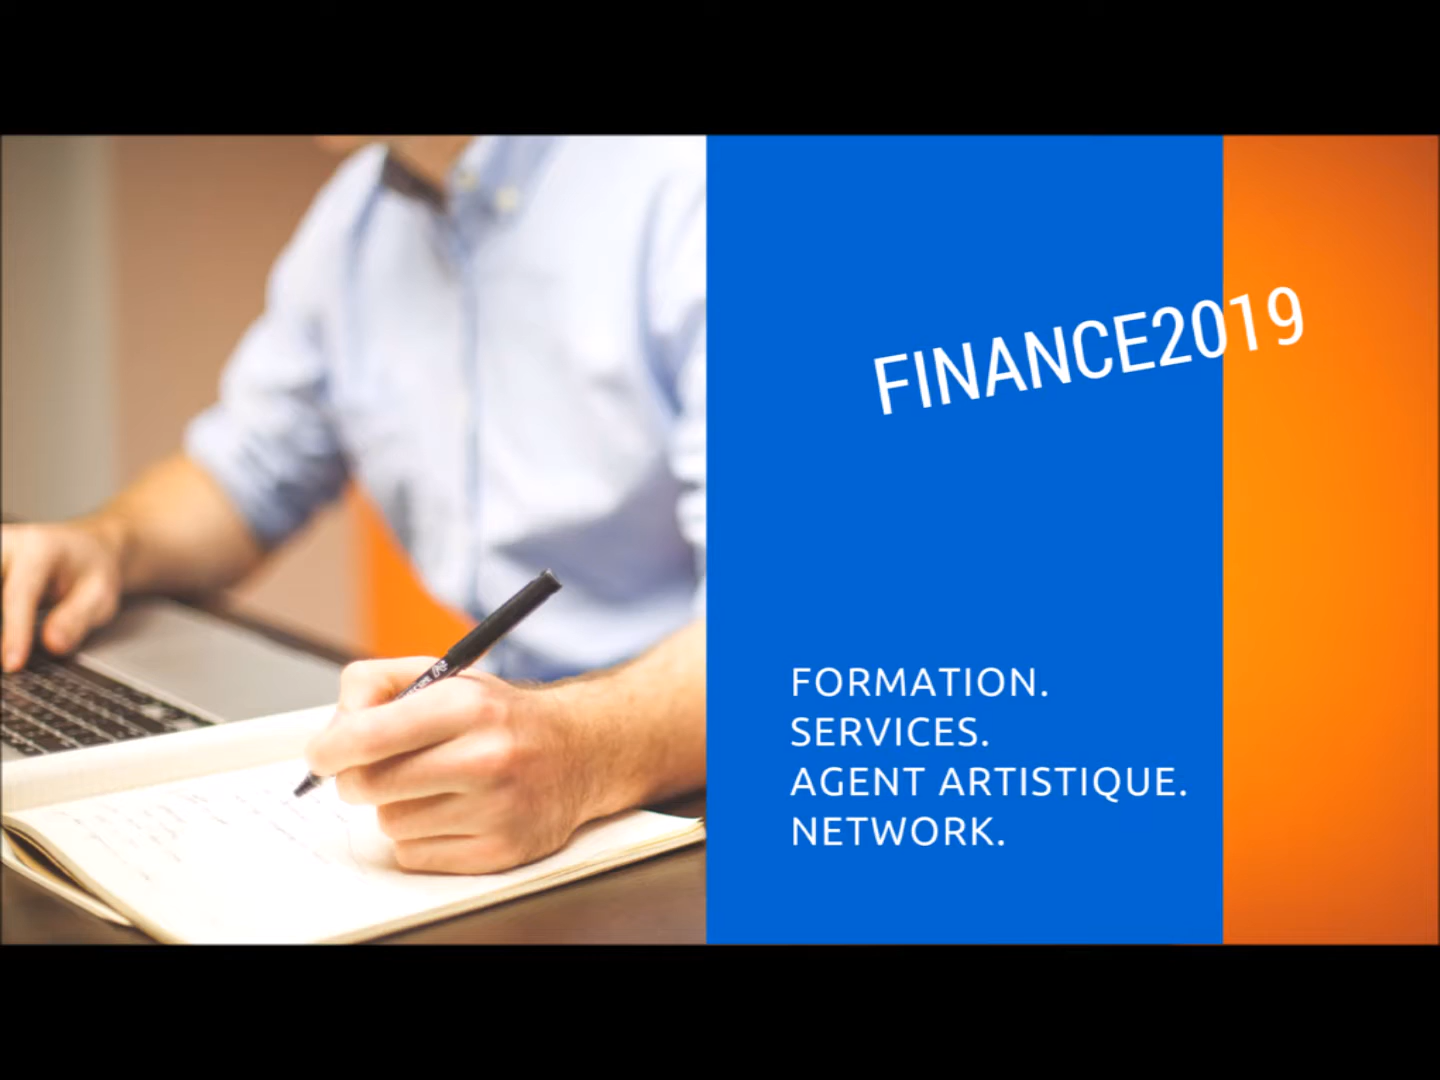 FINANCE2019
FORMATION.
SERVICES.
AGENT ARTISTIQUE.
NETWORK.